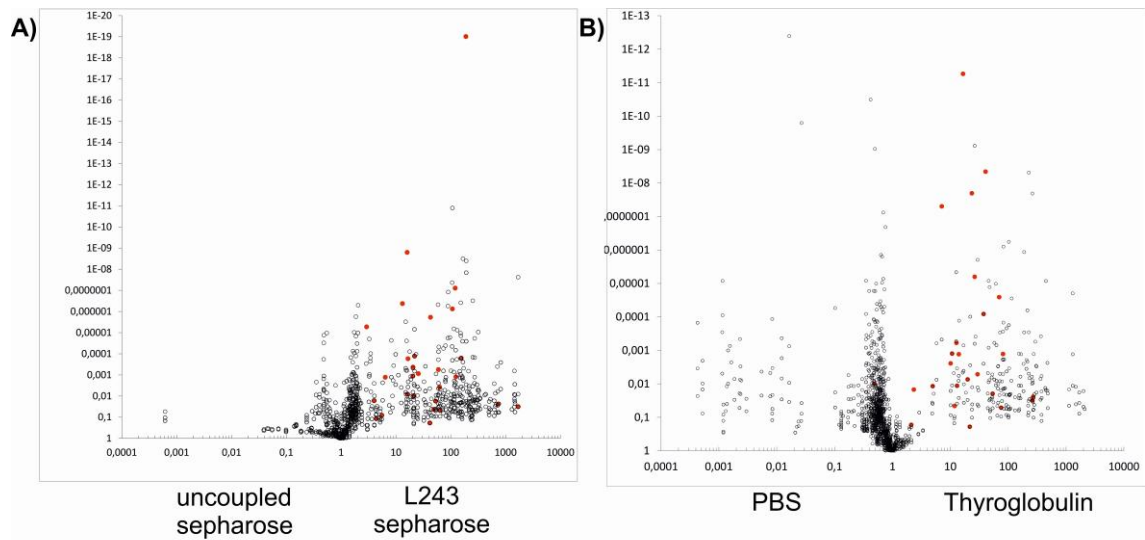 A)
1E-20
1E-19
1E-18
1E-17
1E-16
1E-15
1E-14
1E-13
1E-12
1E-11
1E-10
1E-09
1E-08
0,0000001
0,000001
0,00001
0,0001
0,001
0,01
0,1
1
0,0001 0,001 0,01 0,1 1 10 100 1000 10000
uncoupled
sepharose
L243
sepharose
B)
1E-13
1E-12
1E-11
1E-10
1E-09
1E-08
,0000001
,000001
0,00001
0,0001
0,001
0,01
0,1
1
0,0001 0,001 0,01 0,1 1 10 100 1000 10000
PBS
Thyroglobulin